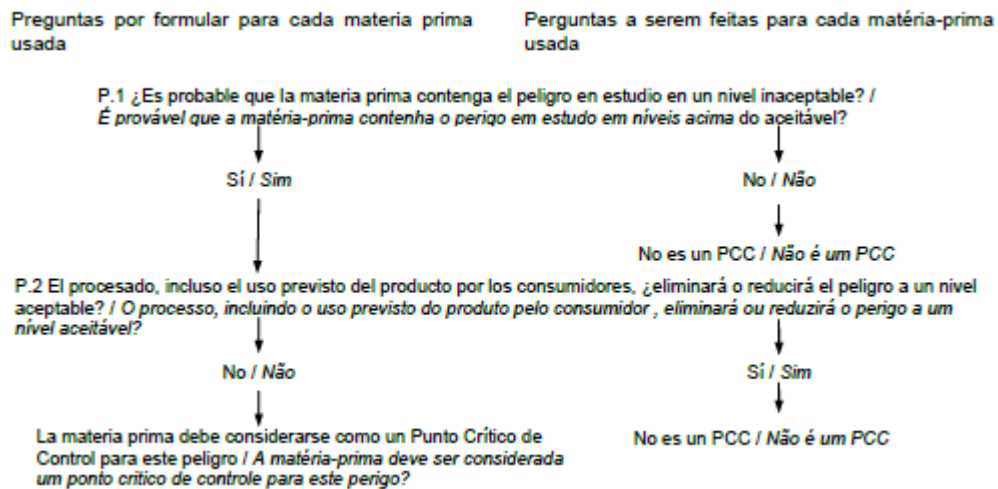 Preguntas por formular para cada materia prima
usada
Perguntas a serem feitas para cada matéria-prima
usada
P.1 ¿Es probable que la materia prima contenga el peligro en estudio en un nivel inaceptable? /
É provável que a matéria-prima contenha o perigo em estudo em níveis acima do aceitável?
Sí / Sim
No / Não
No es un PCC / Não é um PCC
P.2 El procesado, incluso el uso previsto del producto por los consumidores, ¿eliminará o reducirá el peligro a un nivel
aceptable? / O processo, incluindo o uso previsto do produto pelo consumidor , eliminará ou reduzirá o perigo a um
nível aceitável?
No / Não
Sí / Sim
La materia prima debe considerarse como un Punto Crítico de
Control para este peligro / A matéria-prima deve ser considerada
um ponto critico de controle para este perigo?
No es un PCC / Não é um PCC